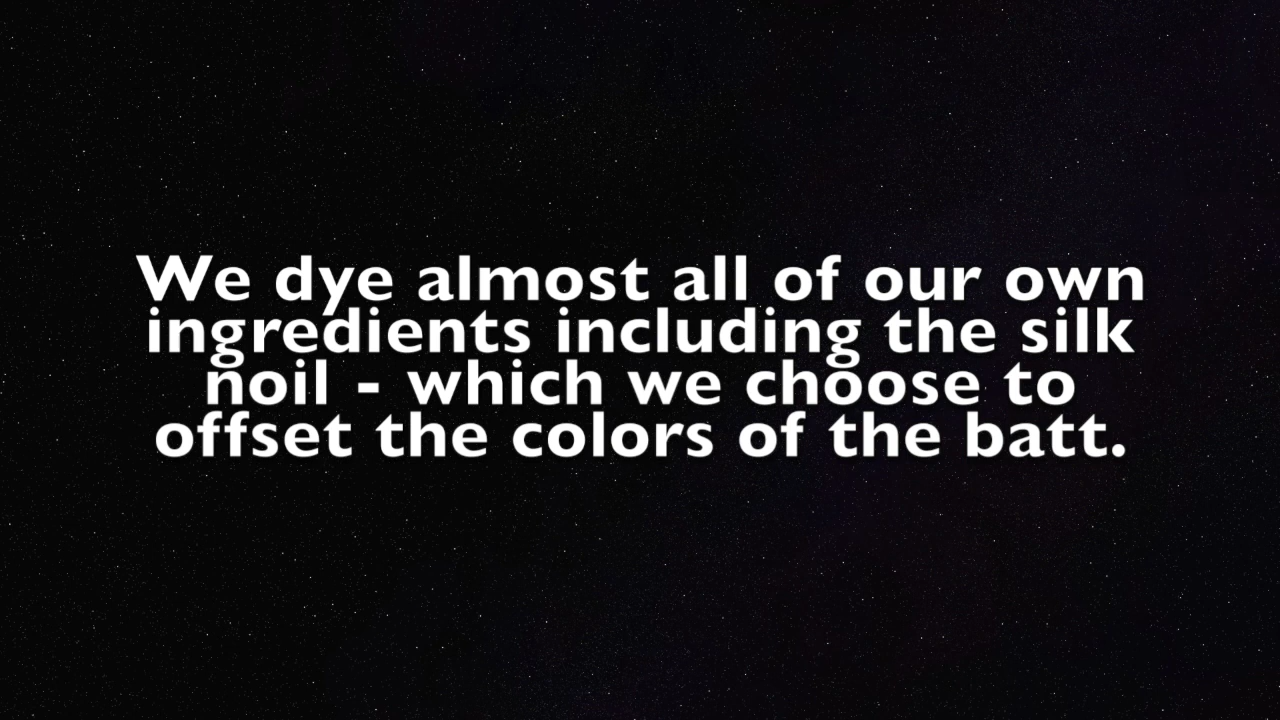 We dye almost all of our own
ingredients including the silk
noil - which we choose to
offset the colors of the batt.